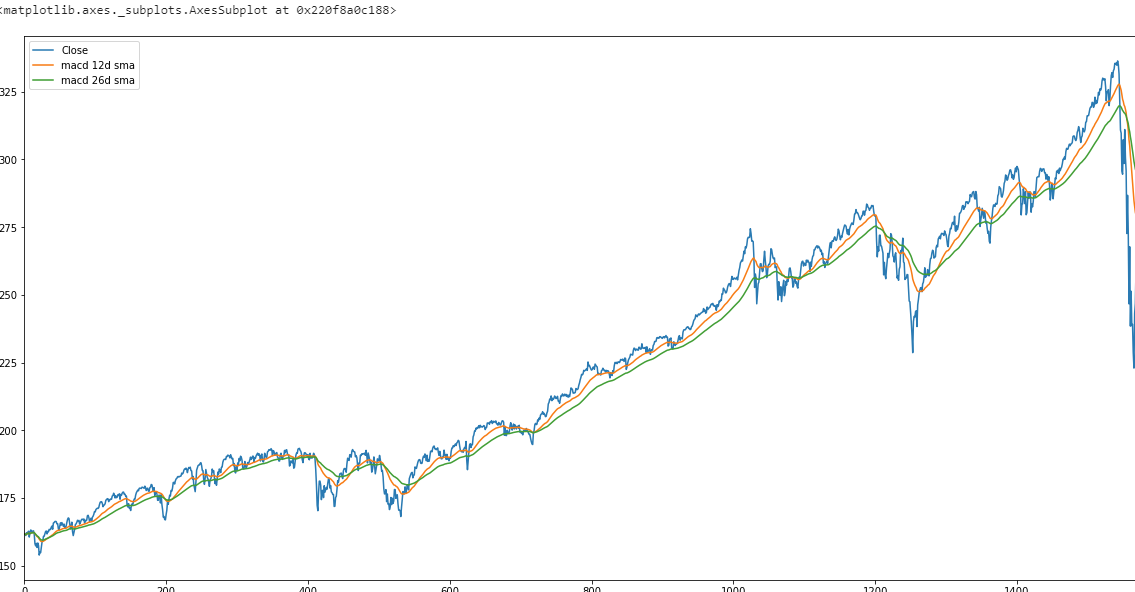 <matplotlib.axes._subplots.AxesSubplot at 0x220f8a0c188>
Close
macd 12d sma
macd 26d sma
325
300
275
250
225
200
175
150
0 200 400 600 800 1000 1200 1400